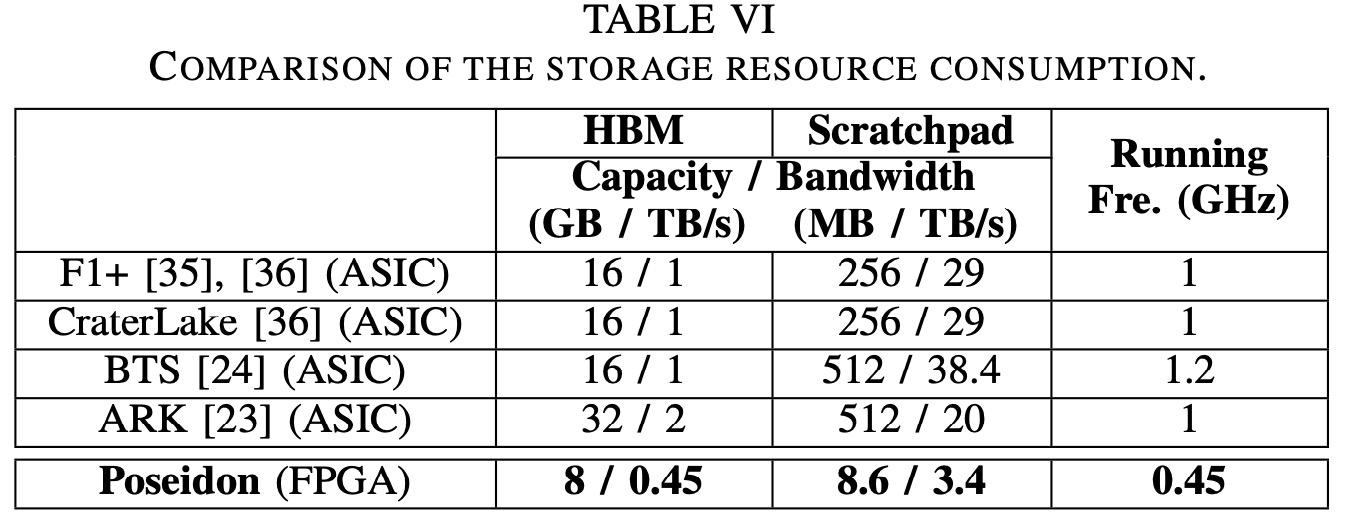 TABLE VI
COMPARISON OF THE STORAGE RESOURCE CONSUMPTION.
HBM Scratchpad Running Fre. (GHz)
Capacity / Bandwidth
(GB / TB/s) (MB / TB/s)
F1+ [35], [36] (ASIC) 16 / 1 256 / 29 1
CraterLake [36] (ASIC) 16 / 1 256 / 29 1
BTS [24] (ASIC) 16 / 1 512 / 38.4 1.2
ARK [23] (ASIC) 32 / 2 512 / 20 1
Poseidon (FPGA) 8 / 0.45 8.6 / 3.4 0.45